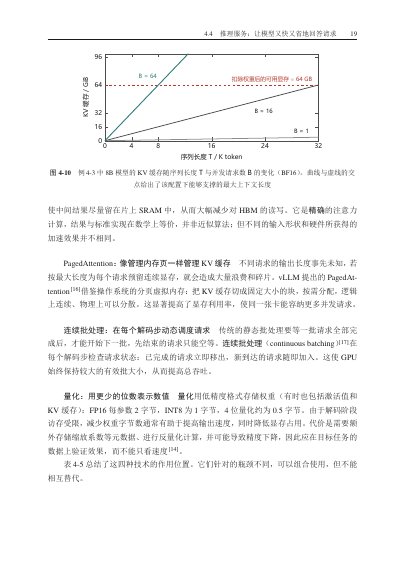 4.4 推理服务：让模型又快又省地回答请求 19
96
64
32
16
0
KV 缓存 / GiB
B = 64
扣除权重后的可用显存 ≈ 64 GB
B = 16
B = 1
0 4 8 16 24 32
序列长度 T / K token
图 4-10 例 4-3 中 8B 模型的 KV 缓存随序列长度 T 与并发请求数 B 的变化（BF16）。曲线与虚线的交
点给出了该配置下能够支撑的最大上下文长度
使中间结果尽量留在片上 SRAM 中，从而大幅减少对 HBM 的读写。它是精确的注意力
计算，结果与标准实现在数学上等价，并非近似算法；但不同的输入形状和硬件所获得的
加速效果并不相同。
PagedAttention：像管理内存页一样管理 KV 缓存 不同请求的输出长度事先未知，若
按最大长度为每个请求预留连续显存，就会造成大量浪费和碎片。vLLM 提出的 PagedAt-
tention[16]借鉴操作系统的分页虚拟内存：把 KV 缓存切成固定大小的块，按需分配，逻辑
上连续、物理上可以分散。这显著提高了显存利用率，使同一张卡能容纳更多并发请求。
连续批处理：在每个解码步动态调度请求 传统的静态批处理要等一批请求全部完
成后，才能开始下一批，先结束的请求只能空等。连续批处理（continuous batching）[17]在
每个解码步检查请求状态：已完成的请求立即移出，新到达的请求随即加入。这使 GPU
始终保持较大的有效批大小，从而提高总吞吐。
量化：用更少的位数表示数值 量化用低精度格式存储权重（有时也包括激活值和
KV 缓存）：FP16 每参数 2 字节，INT8 为 1 字节，4 位量化约为 0.5 字节。由于解码阶段
访存受限，减少权重字节数通常有助于提高输出速度，同时降低显存占用。代价是需要额
外存储缩放系数等元数据、进行反量化计算，并可能导致精度下降，因此应在目标任务的
数据上验证效果，而不能只看速度[14]。
表 4-5 总结了这四种技术的作用位置。它们针对的瓶颈不同，可以组合使用，但不能
相互替代。